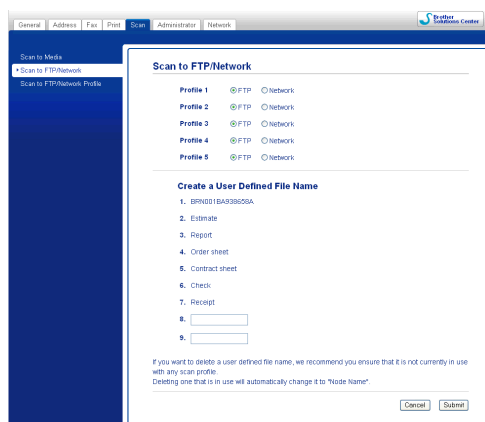 General Address Fax Print Scan Administrator Network
Brother
Solutions Center
Scan to Media
Scan to FTP/Network
Scan to FTP/Network Profile
Scan to FTP/Network
Profile 1 FTP Network
Profile 2 FTP Network
Profile 3 FTP Network
Profile 4 FTP Network
Profile 5 FTP Network
Create a User Defined File Name
1. BRN001BA938658A
2. Estimate
3. Report
4. Order sheet
5. Contract sheet
6. Check
7. Receipt
8.
9.
If you want to delete a user defined file name, we recommend you ensure that it is not currently in use
with any scan profile.
Deleting one that is in use will automatically change it to "Node Name".
Cancel Submit